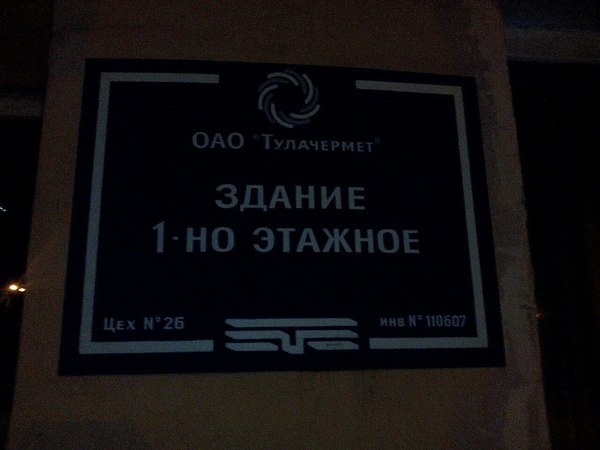 ОАО "Тулачермет"
ЗДАНИЕ
1-но ЭТАЖНОЕ
Цех №26 инв №110607